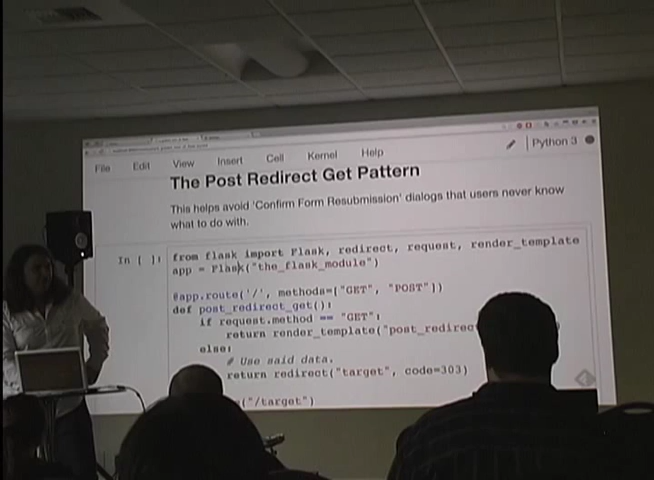 Python 3
File Edit View Insert Cell Kernel Help
The Post Redirect Get Pattern
This helps avoid 'Confirm Form Resubmission' dialogs that users never know
what to do with.
In [ ]: from flask import Flask, redirect, request, render_template
app = Flask("the_flask_module")
@app.route('/', methods=["GET", "POST"])
def post_redirect_get():
if request.method == "GET":
return render_template("post_redirec
else:
# Use said data.
return redirect("target", code=303)
("/target")